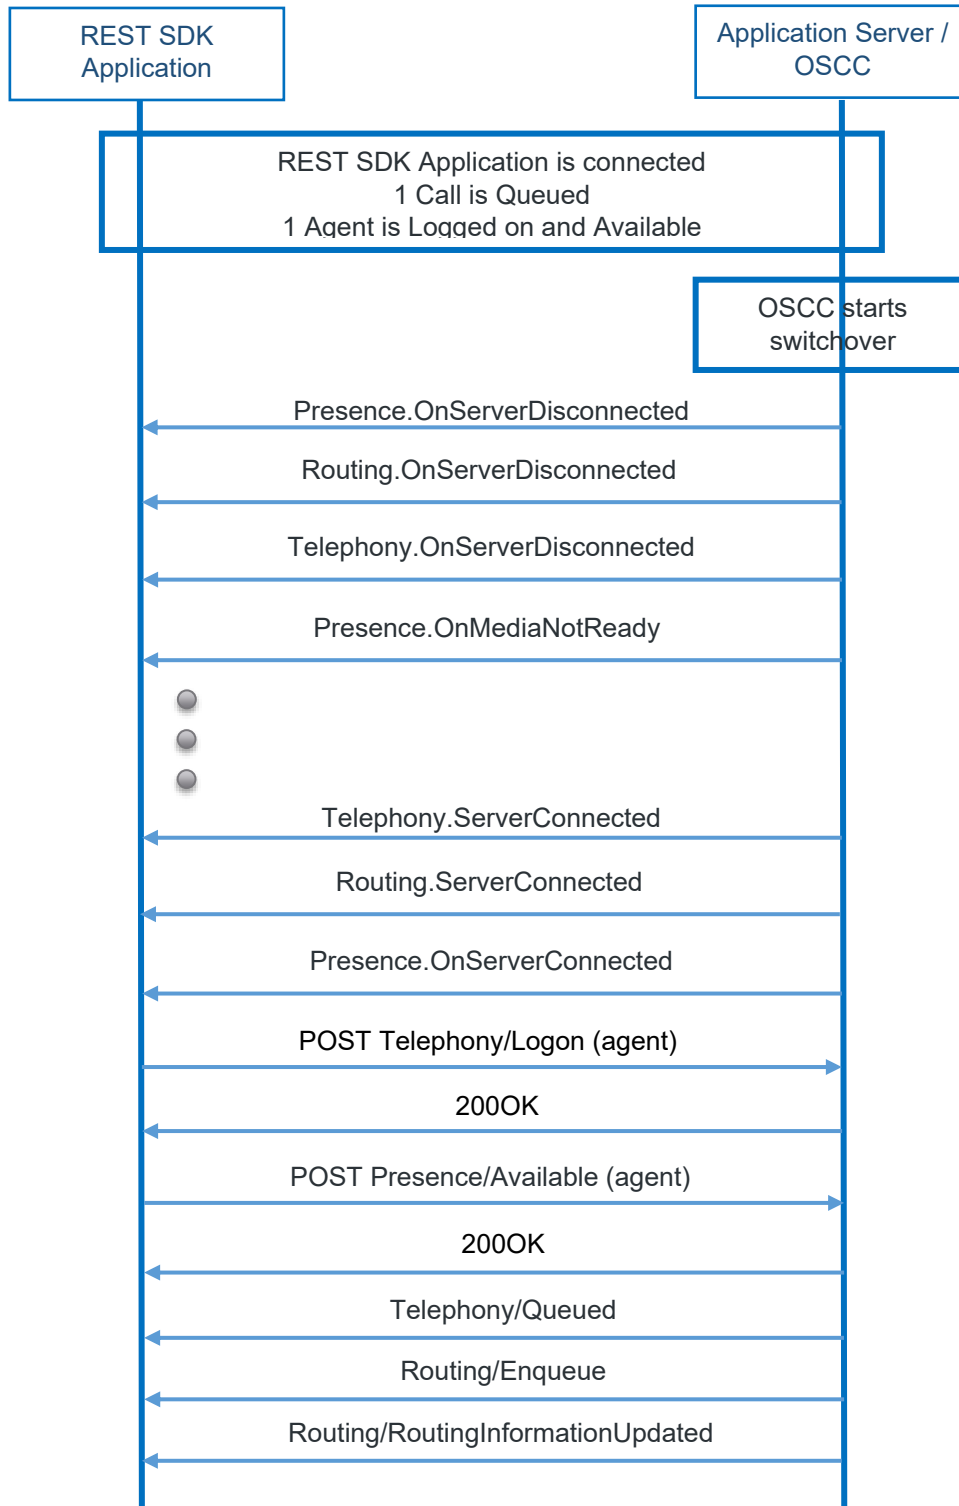 REST SDK
Application
Application Server /
OSCC
REST SDK Application is connected
1 Call is Queued
1 Agent is Logged on and Available
OSCC starts
switchover
Presence.OnServerDisconnected
Routing.OnServerDisconnected
Telephony.OnServerDisconnected
Presence.OnMediaNotReady
Telephony.ServerConnected
Routing.ServerConnected
Presence.OnServerConnected
POST Telephony/Logon (agent)
200OK
POST Presence/Available (agent)
200OK
Telephony/Queued
Routing/Enqueue
Routing/RoutingInformationUpdated